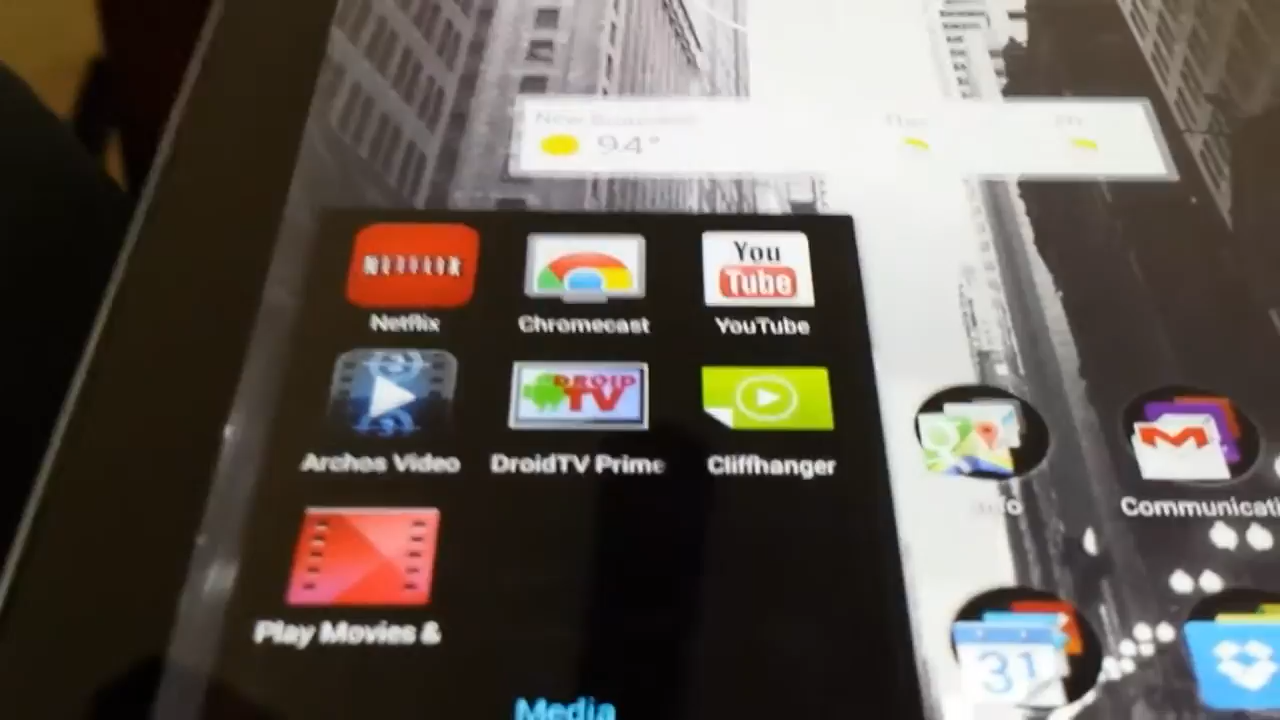 94°
NETFLIX
You
Tube
Netflix
Chromecast
YouTube
DROID
TV
Archos Video
DroidTV Prime
Cliffhanger
Communicati
Play Movies &
31
Media